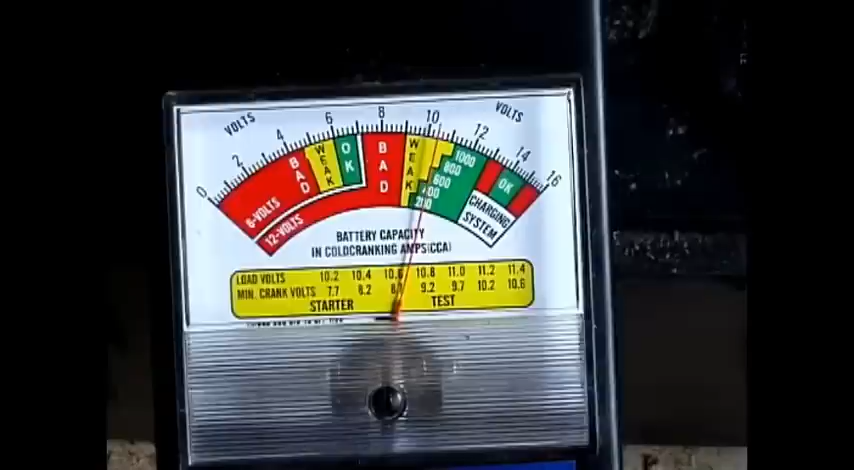 VOLTS
VOLTS
0 2 4 6 8 10 12 14 16
BAD WEAK OK BAD WEAK
1000
800
600
400
200
OK
6-VOLTS
12-VOLTS
CHARGING
SYSTEM
BATTERY CAPACITY
IN COLDCRANKING AMPS(CCA)
LOAD VOLTS 10.2 10.4 10.6 10.8 11.0 11.2 11.4
MIN. CRANK VOLTS 7.7 8.2 9.2 9.7 10.2 10.6
STARTER TEST